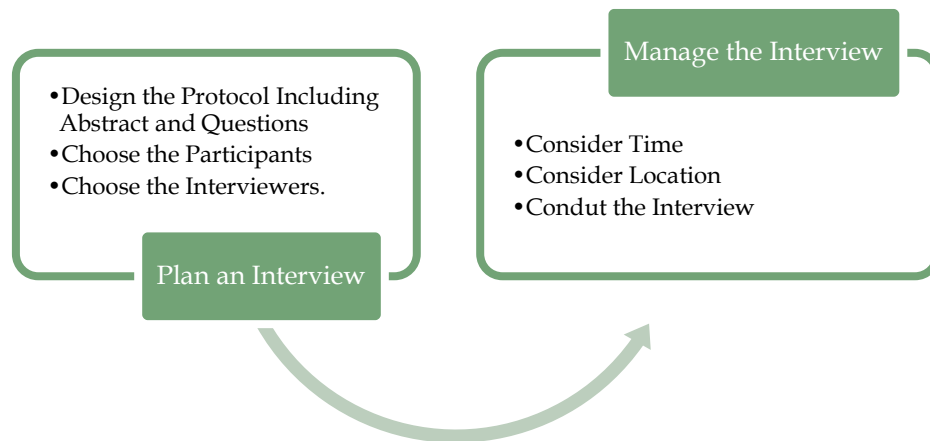 •Design the Protocol Including
Abstract and Questions
•Choose the Participants
•Choose the Interviewers.
Plan an Interview
Manage the Interview
•Consider Time
•Consider Location
•Condut the Interview